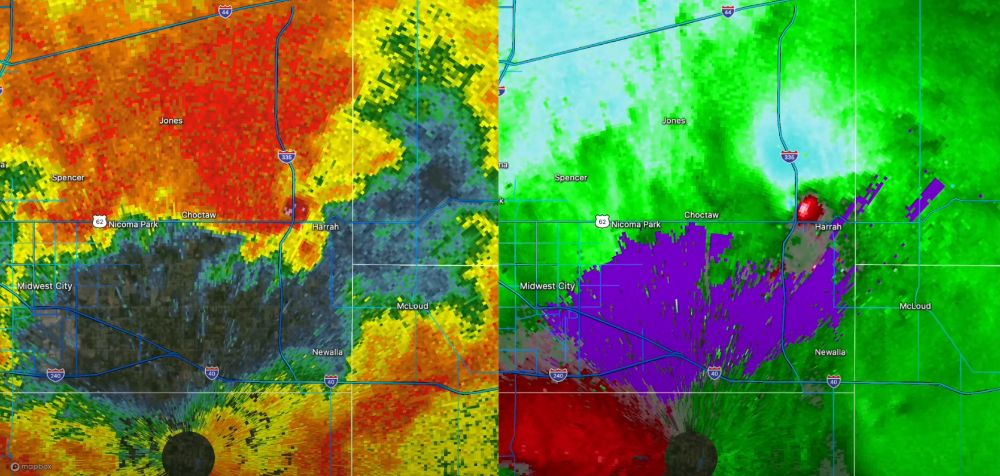 44
Jones
335
a
Spencer
Choctaw
62
Nicoma Park
Harrah
Midwest City
McLoud
Newalla
240
40
40
mapbox
44
Jones
335
na
Spencer
k
Choctaw
62
Nicoma Park
Harrah
Midwest City
McLoud
Newalla
240
40
40